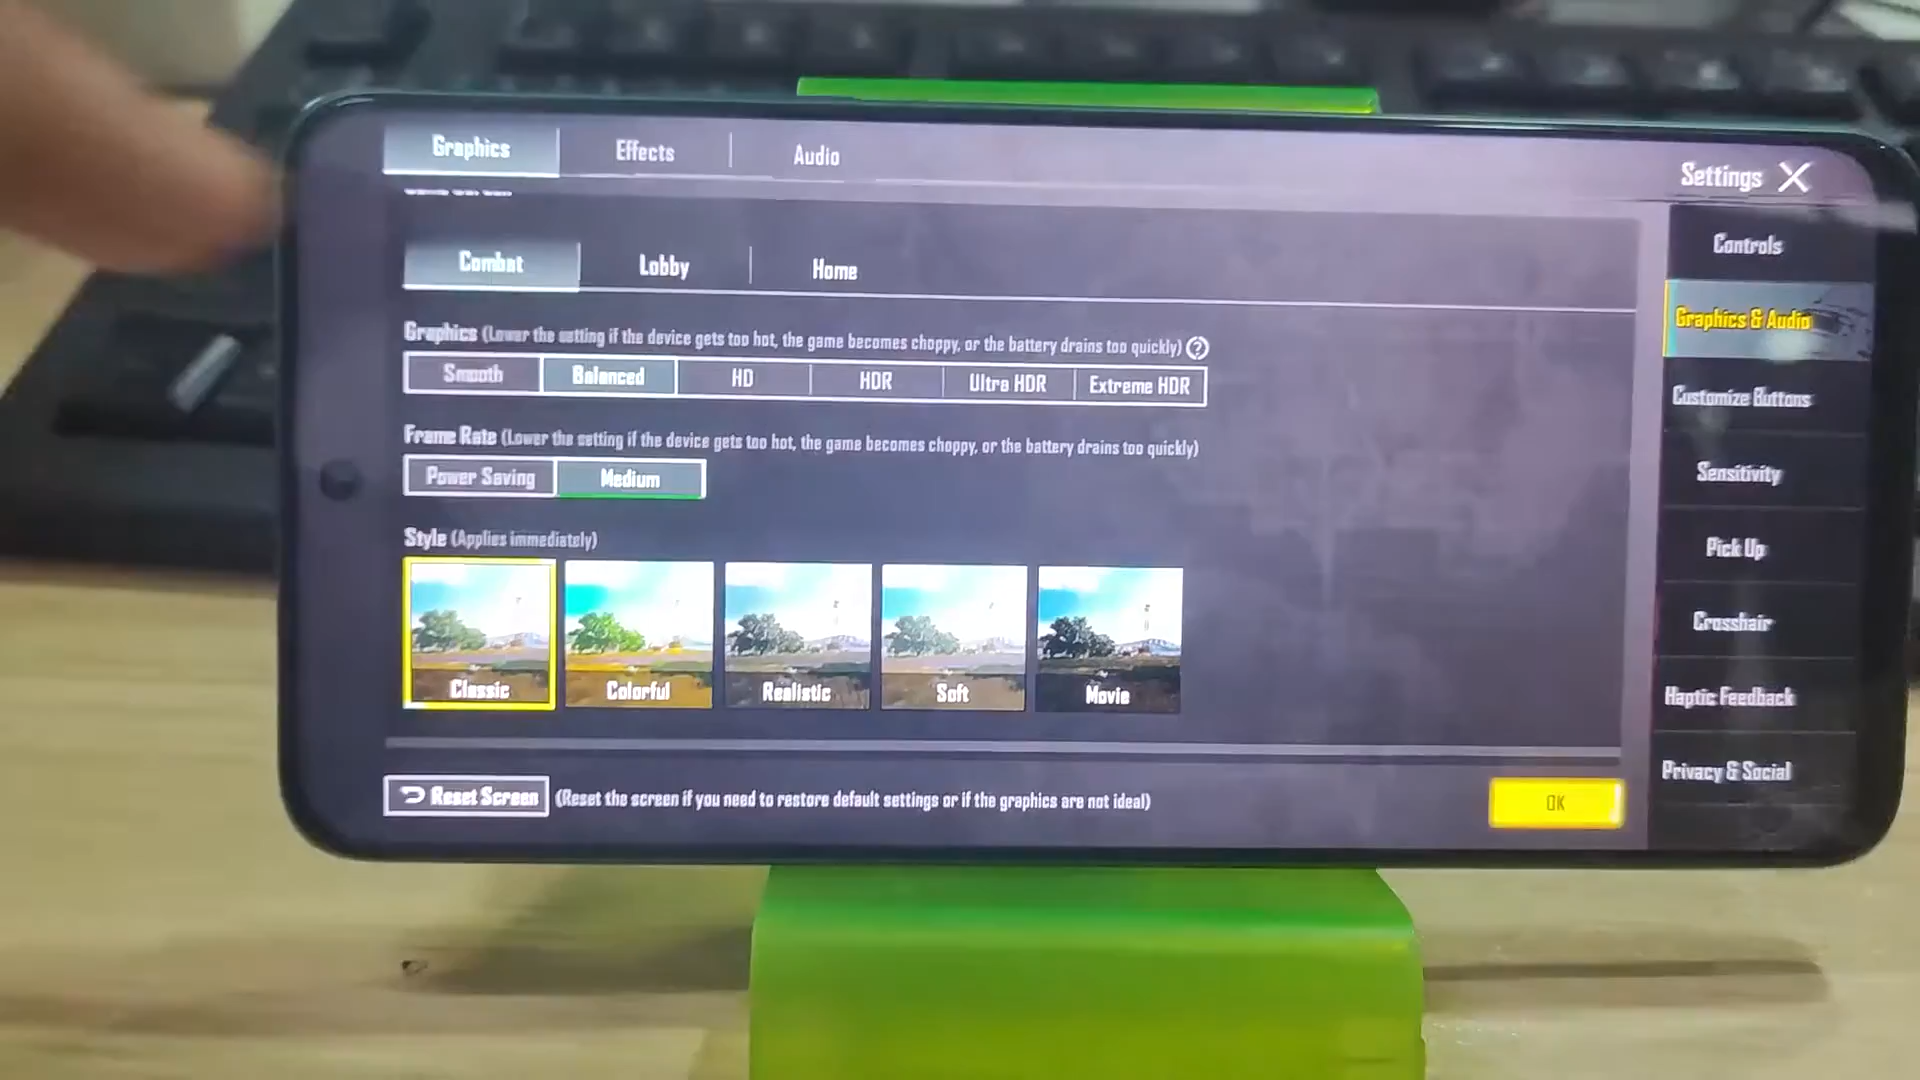 Graphics Effects Audio
Settings
Combat Lobby Home
Graphics (Lower the setting if the device gets too hot, the game becomes choppy, or the battery drains too quickly)
Smooth Balanced HD HDR Ultra HDR Extreme HDR
Frame Rate (Lower the setting if the device gets too hot, the game becomes choppy, or the battery drains too quickly)
Power Saving Medium
Style (Applies immediately)
Classic Colorful Realistic Soft Movie
Reset Screen (Reset the screen if you need to restore default settings or if the graphics are not ideal)
OK
Controls
Graphics & Audio
Customize Buttons
Sensitivity
Pick Up
Crosshair
Haptic Feedback
Privacy & Social